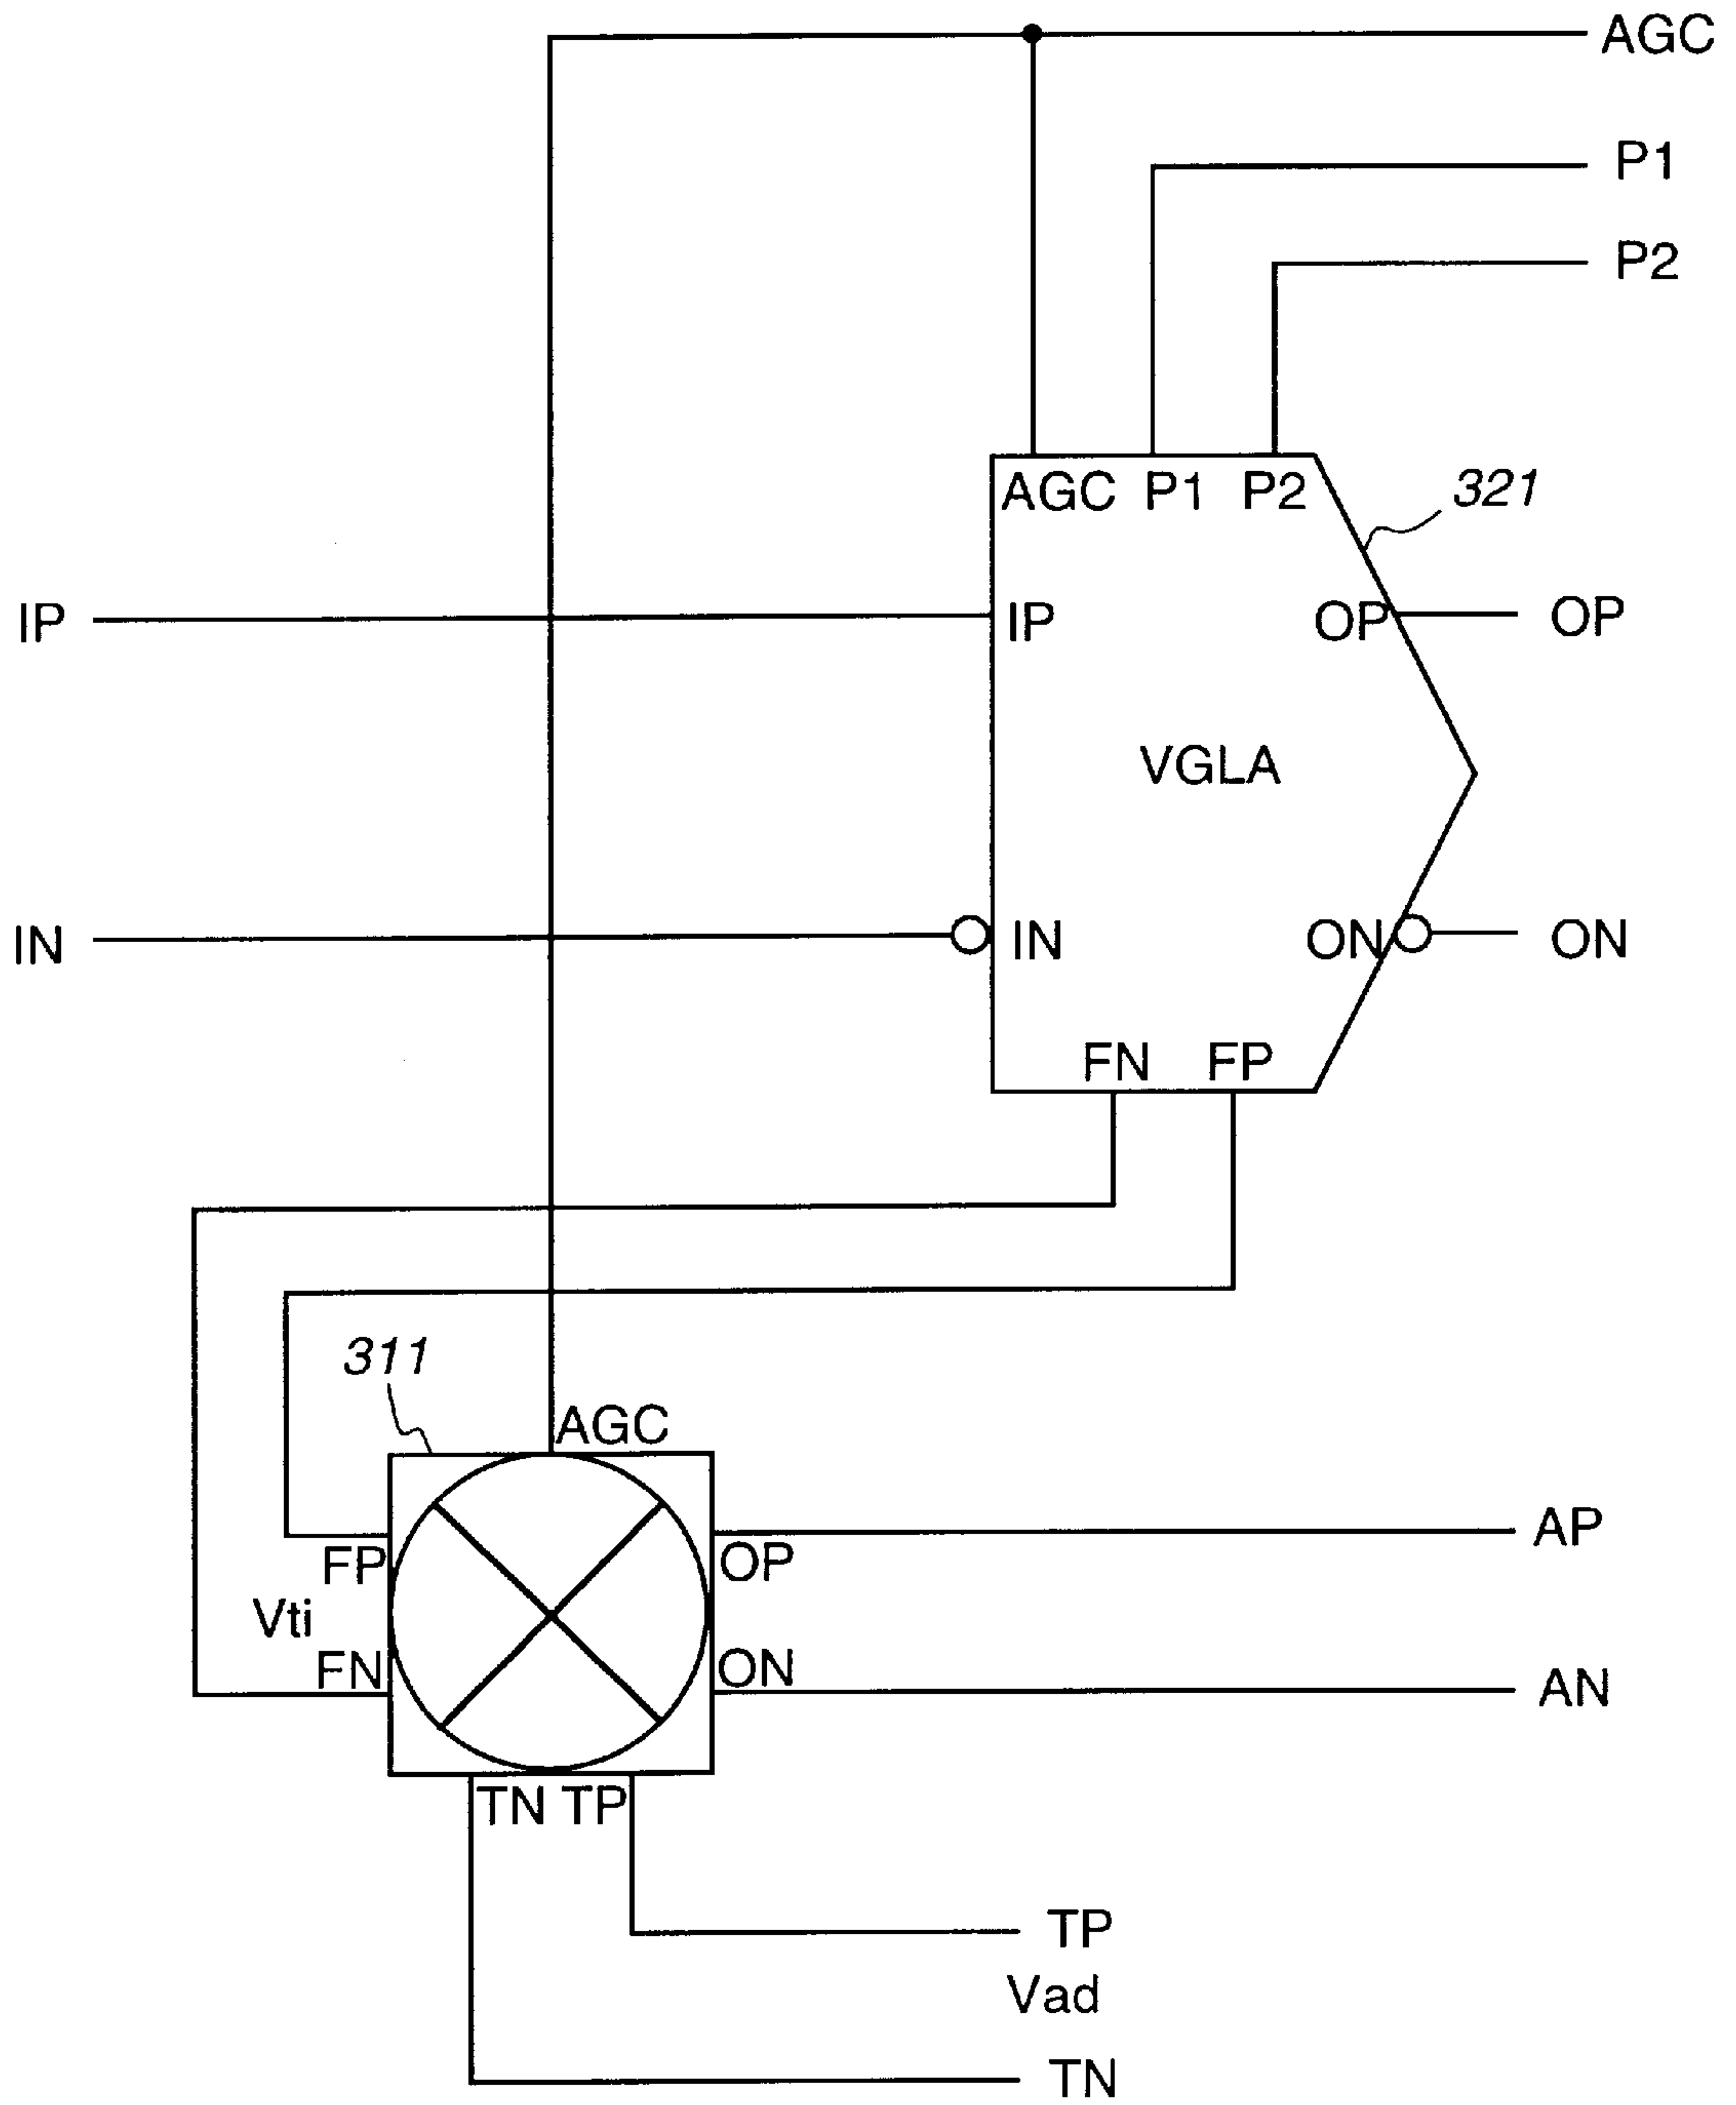 AGC
P1
P2
AGC P1 P2
321
IP
IP
OP
OP
VGLA
IN
IN
ON
ON
FN FP
311
AGC
FP
OP
AP
Vti
FN
ON
AN
TN TP
TP
Vad
TN